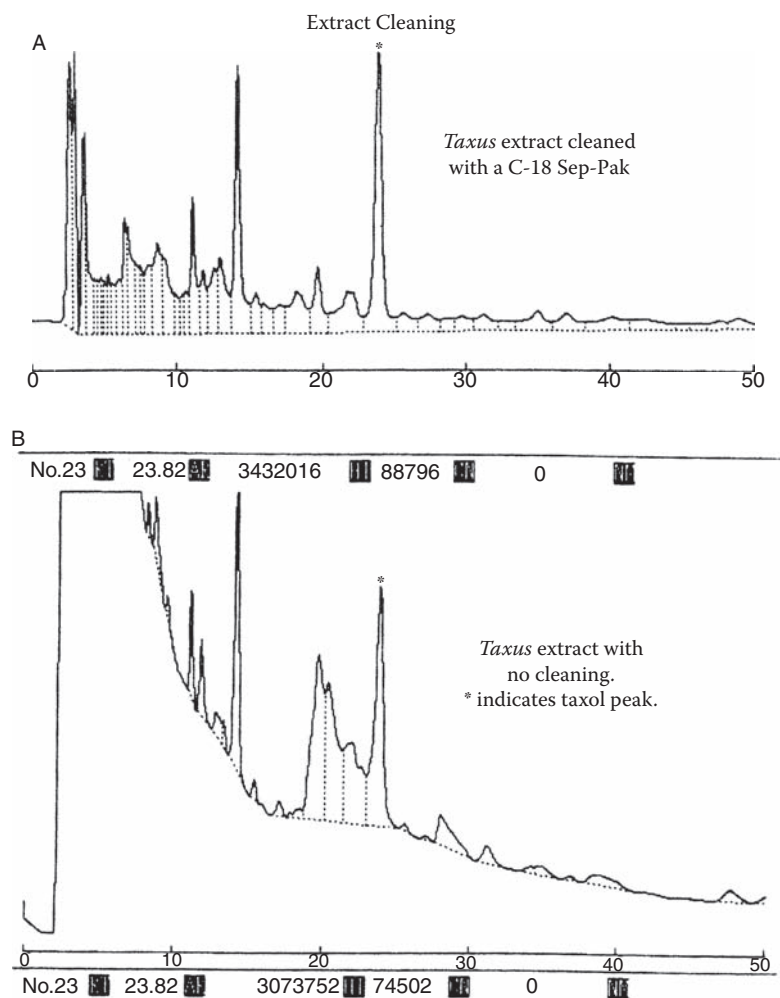 Extract Cleaning
A
*
Taxus extract cleaned
with a C-18 Sep-Pak
0 10 20 30 40 50
B
No.23 23.82 3432016 88796 0
*
Taxus extract with
no cleaning.
* indicates taxol peak.
0 10 20 30 40 50
No.23 23.82 3073752 74502 0